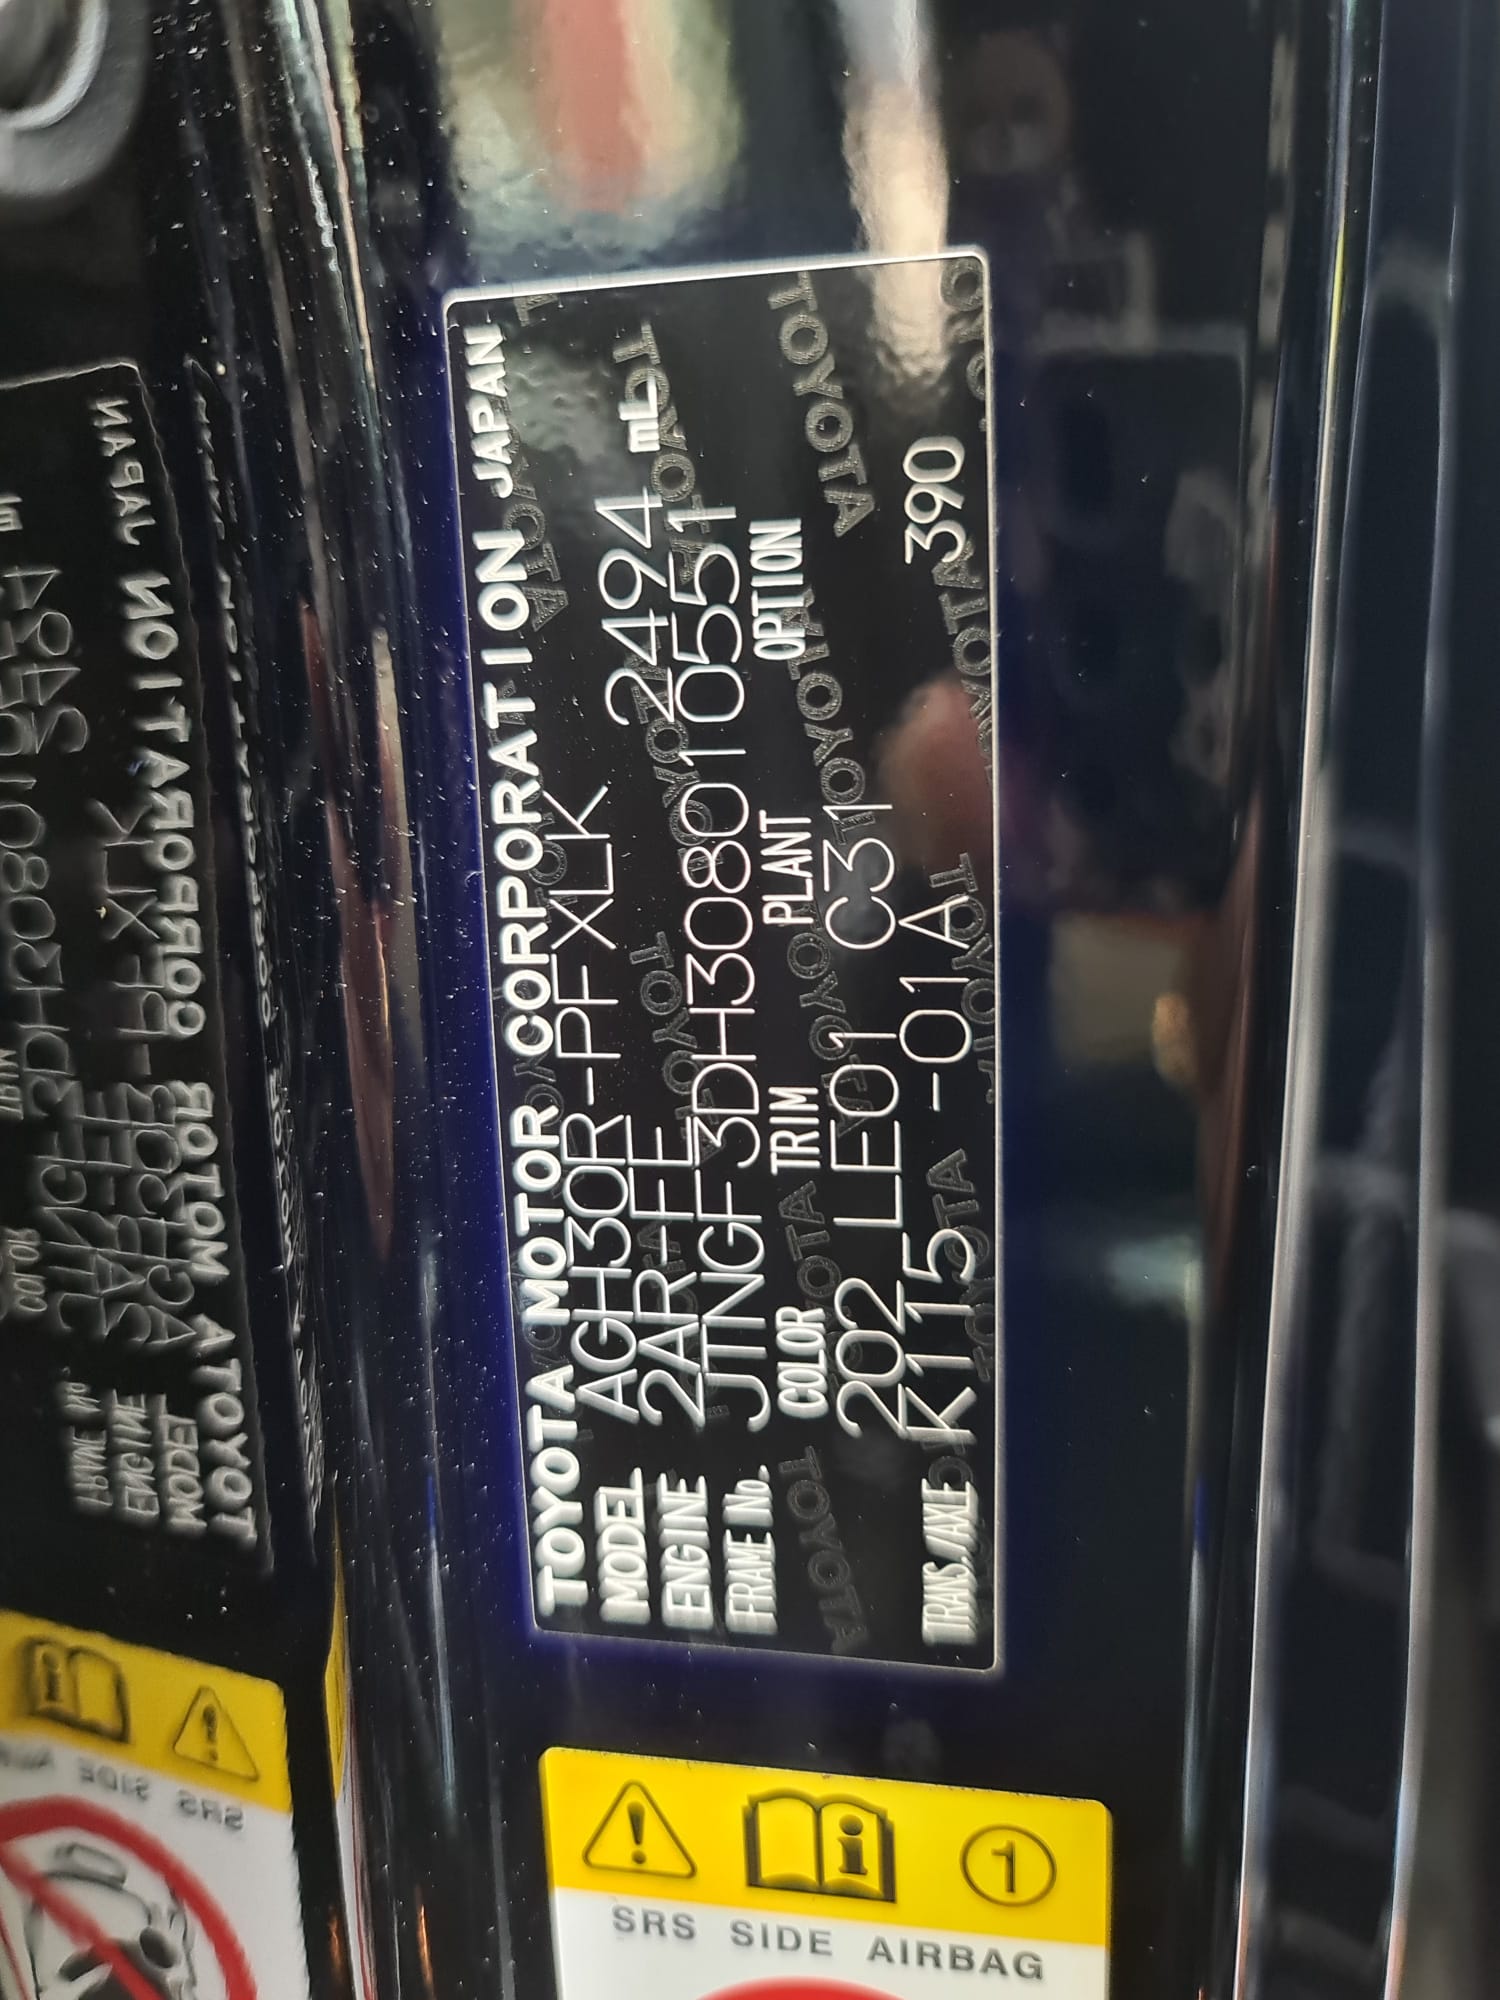 TOYOTA MOTOR CORPORATION JAPAN
MODEL AGH30R-PFXLK
ENGINE 2AR-FE 2494 mL
FRAME No. JTNGF3DH308010551
COLOR TRIM PLANT OPTION
202 LE01 C31
TRANS./AXLE K115 -01A 390
1
SRS SIDE AIRBAG